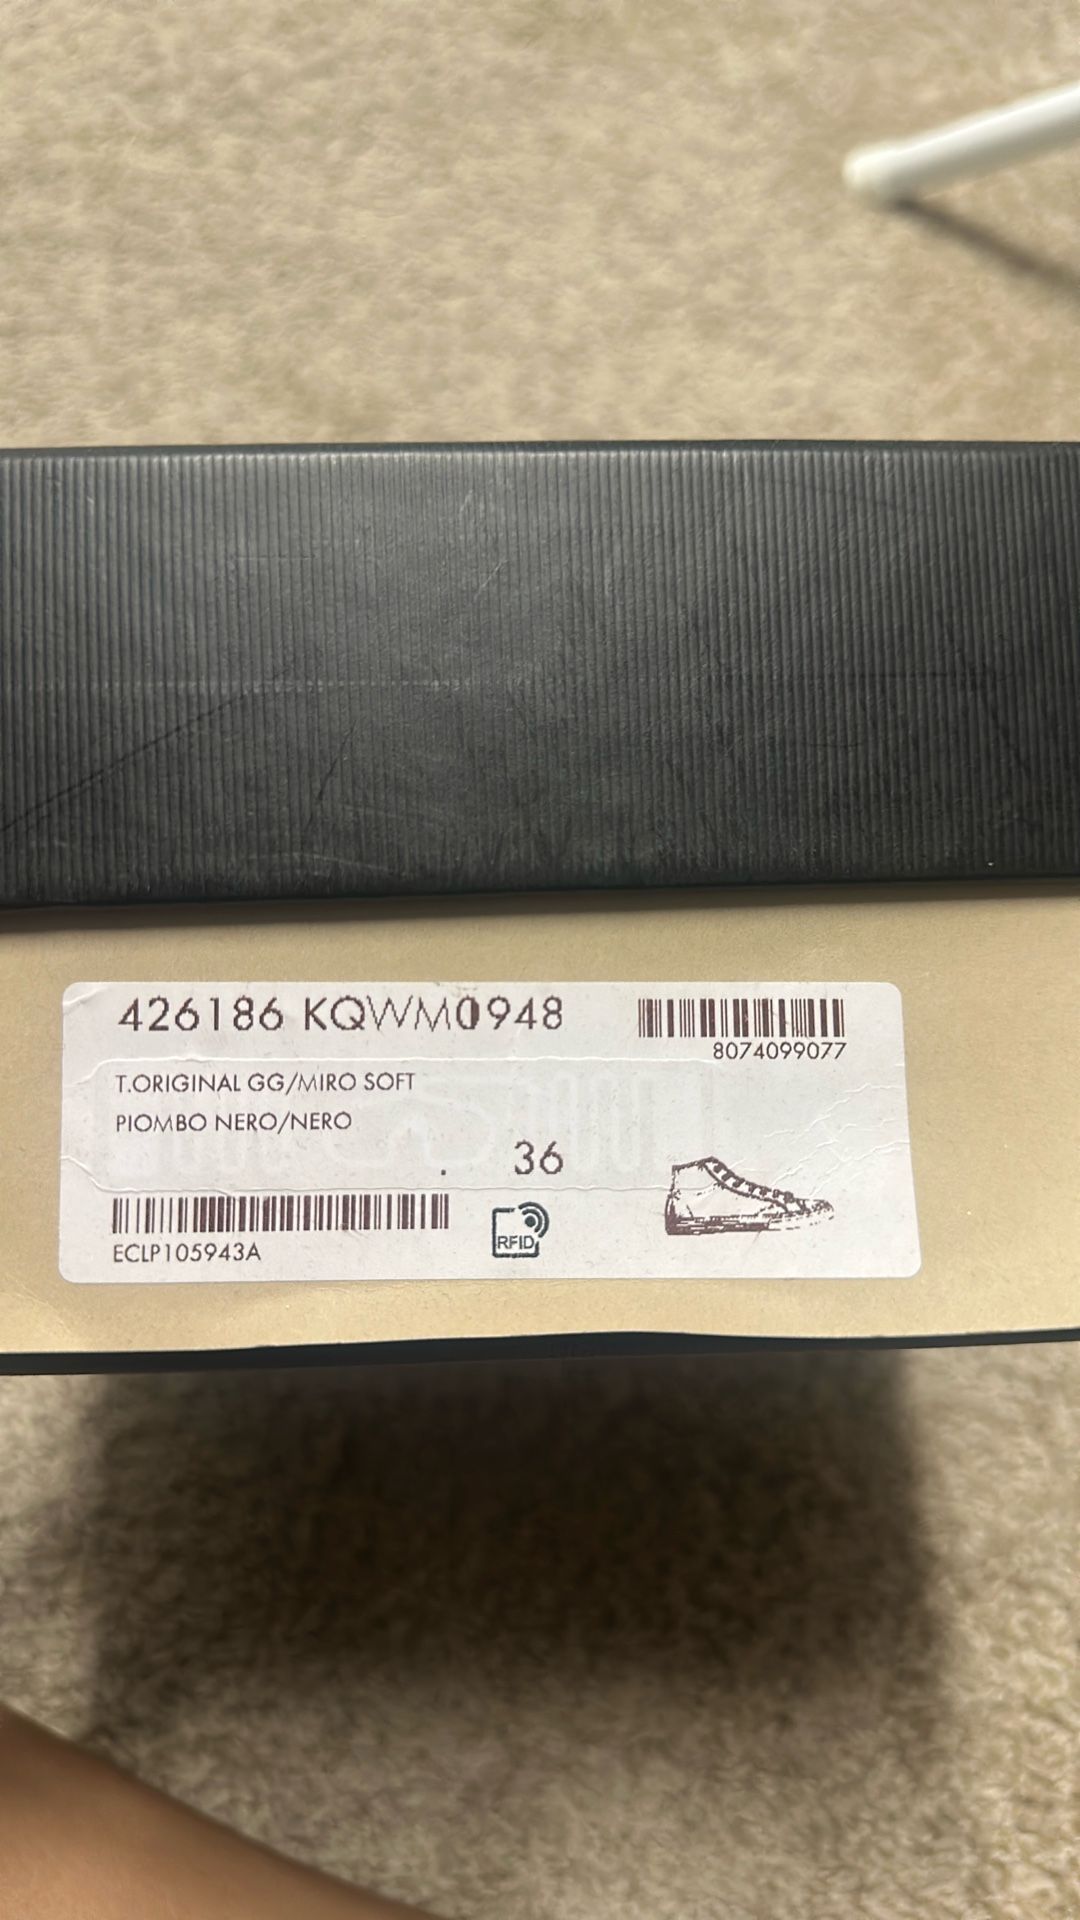 426186 KQWM0948
8074099077
T.ORIGINAL GG/MIRO SOFT
PIOMBO NERO/NERO
. 36
ECLP105943A
RFID